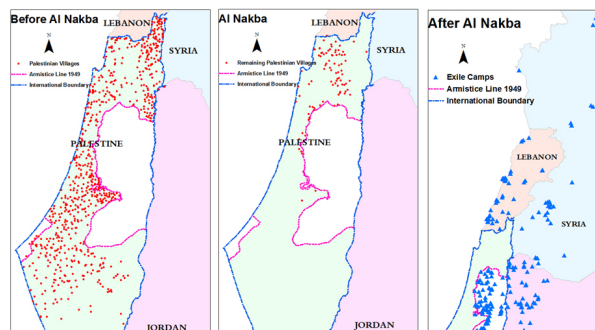 Before Al Nakba
LEBANON
SYRIA
N
Palestinian Villages
Armistice Line 1949
International Boundary
PALESTINE
JORDAN
Al Nakba
LEBANON
SYRIA
N
Remaining Palestinian Villages
Armistice Line 1949
International Boundary
PALESTINE
JORDAN
After Al Nakba
N
Exile Camps
Armistice Line 1949
International Boundary
LEBANON
SYRIA